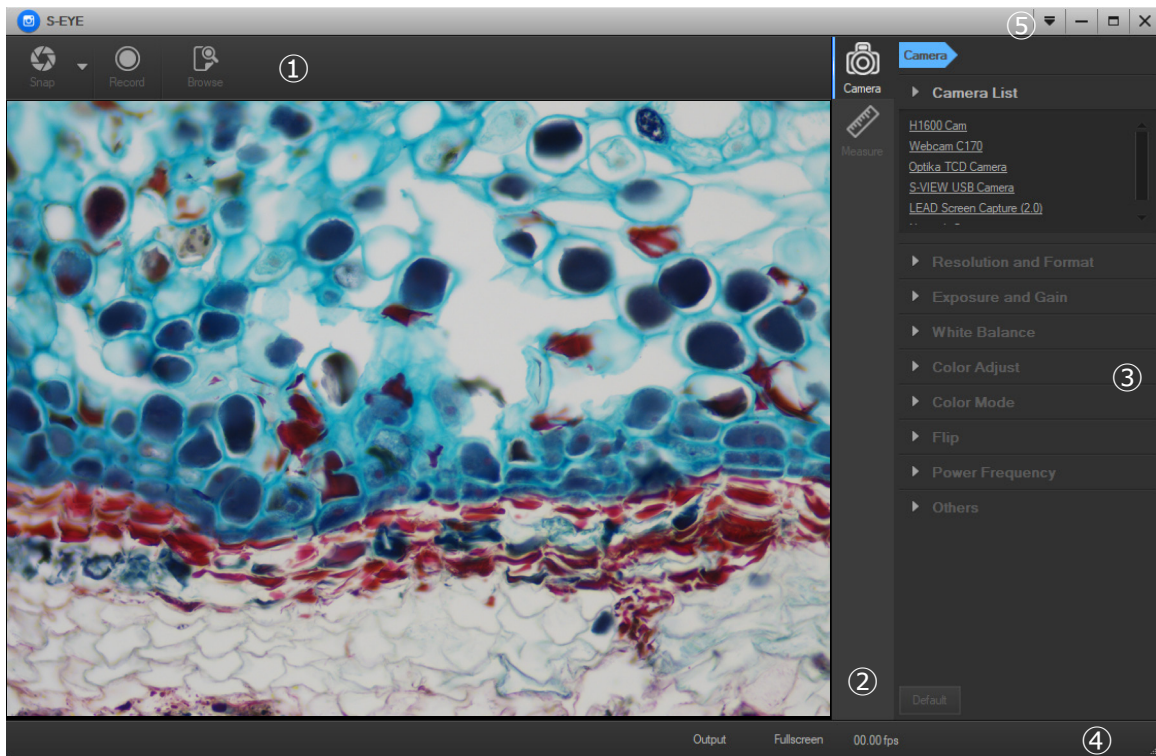 S-EYE
⑤
Snap
Record
Browse
①
Camera
Measure
Camera
Camera List
H1600 Cam
Webcam C170
Optika TCD Camera
S-VIEW USB Camera
LEAD Screen Capture (2.0)
Resolution and Format
Exposure and Gain
White Balance
Color Adjust
③
Color Mode
Flip
Power Frequency
Others
②
Default
Output Fullscreen 00.00 fps
④